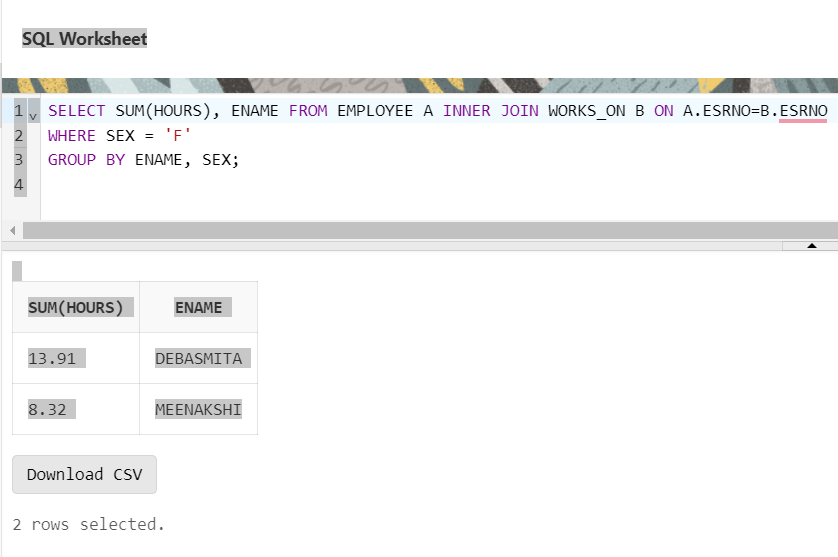 SQL Worksheet
1 SELECT SUM(HOURS), ENAME FROM EMPLOYEE A INNER JOIN WORKS_ON B ON A.ESRNO=B.ESRNO
2 WHERE SEX = 'F'
3 GROUP BY ENAME, SEX;
4
SUM(HOURS) ENAME
13.91 DEBASMITA
8.32 MEENAKSHI
Download CSV
2 rows selected.